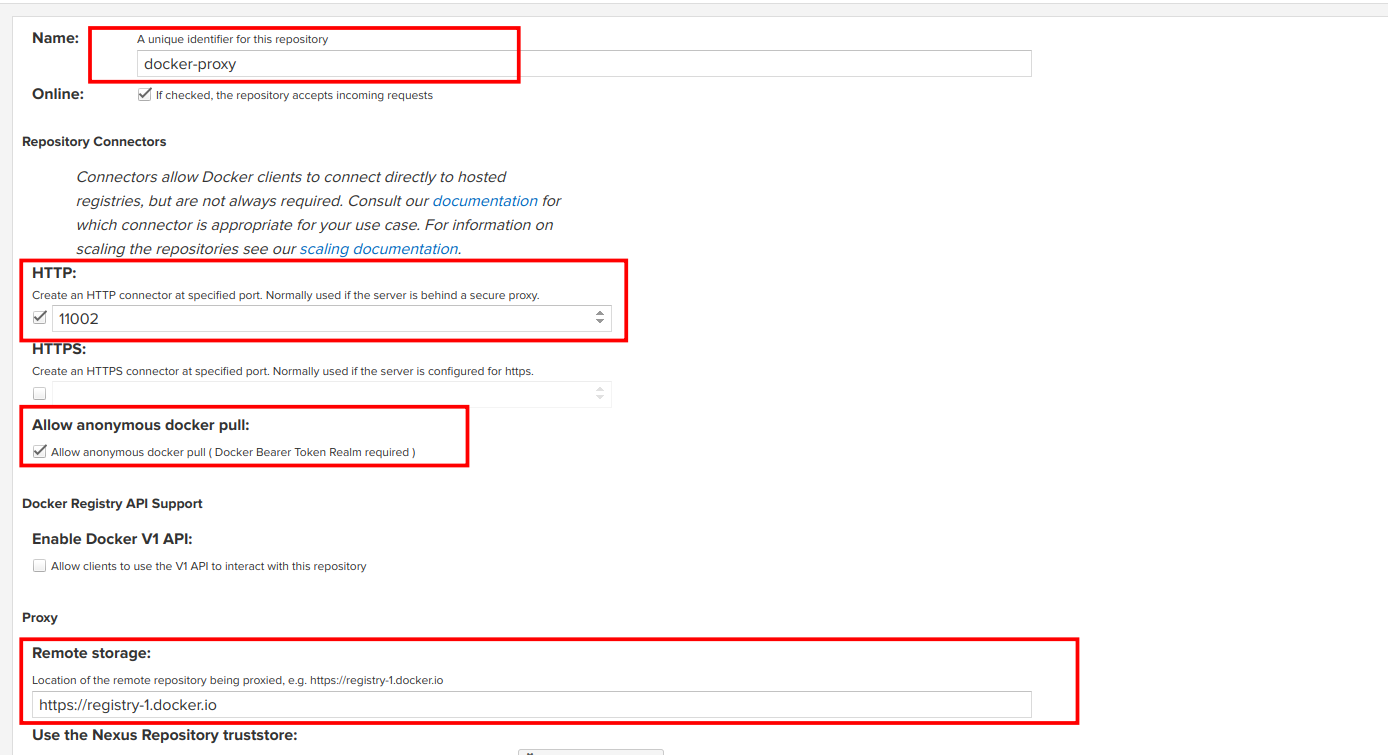 Name:
A unique identifier for this repository
docker-proxy
Online:
If checked, the repository accepts incoming requests
Repository Connectors
Connectors allow Docker clients to connect directly to hosted
registries, but are not always required. Consult our documentation for
which connector is appropriate for your use case. For information on
scaling the repositories see our scaling documentation.
HTTP:
Create an HTTP connector at specified port. Normally used if the server is behind a secure proxy.
11002
HTTPS:
Create an HTTPS connector at specified port. Normally used if the server is configured for https.
Allow anonymous docker pull:
Allow anonymous docker pull ( Docker Bearer Token Realm required )
Docker Registry API Support
Enable Docker V1 API:
Allow clients to use the V1 API to interact with this repository
Proxy
Remote storage:
Location of the remote repository being proxied, e.g. https://registry-1.docker.io
https://registry-1.docker.io
Use the Nexus Repository truststore: